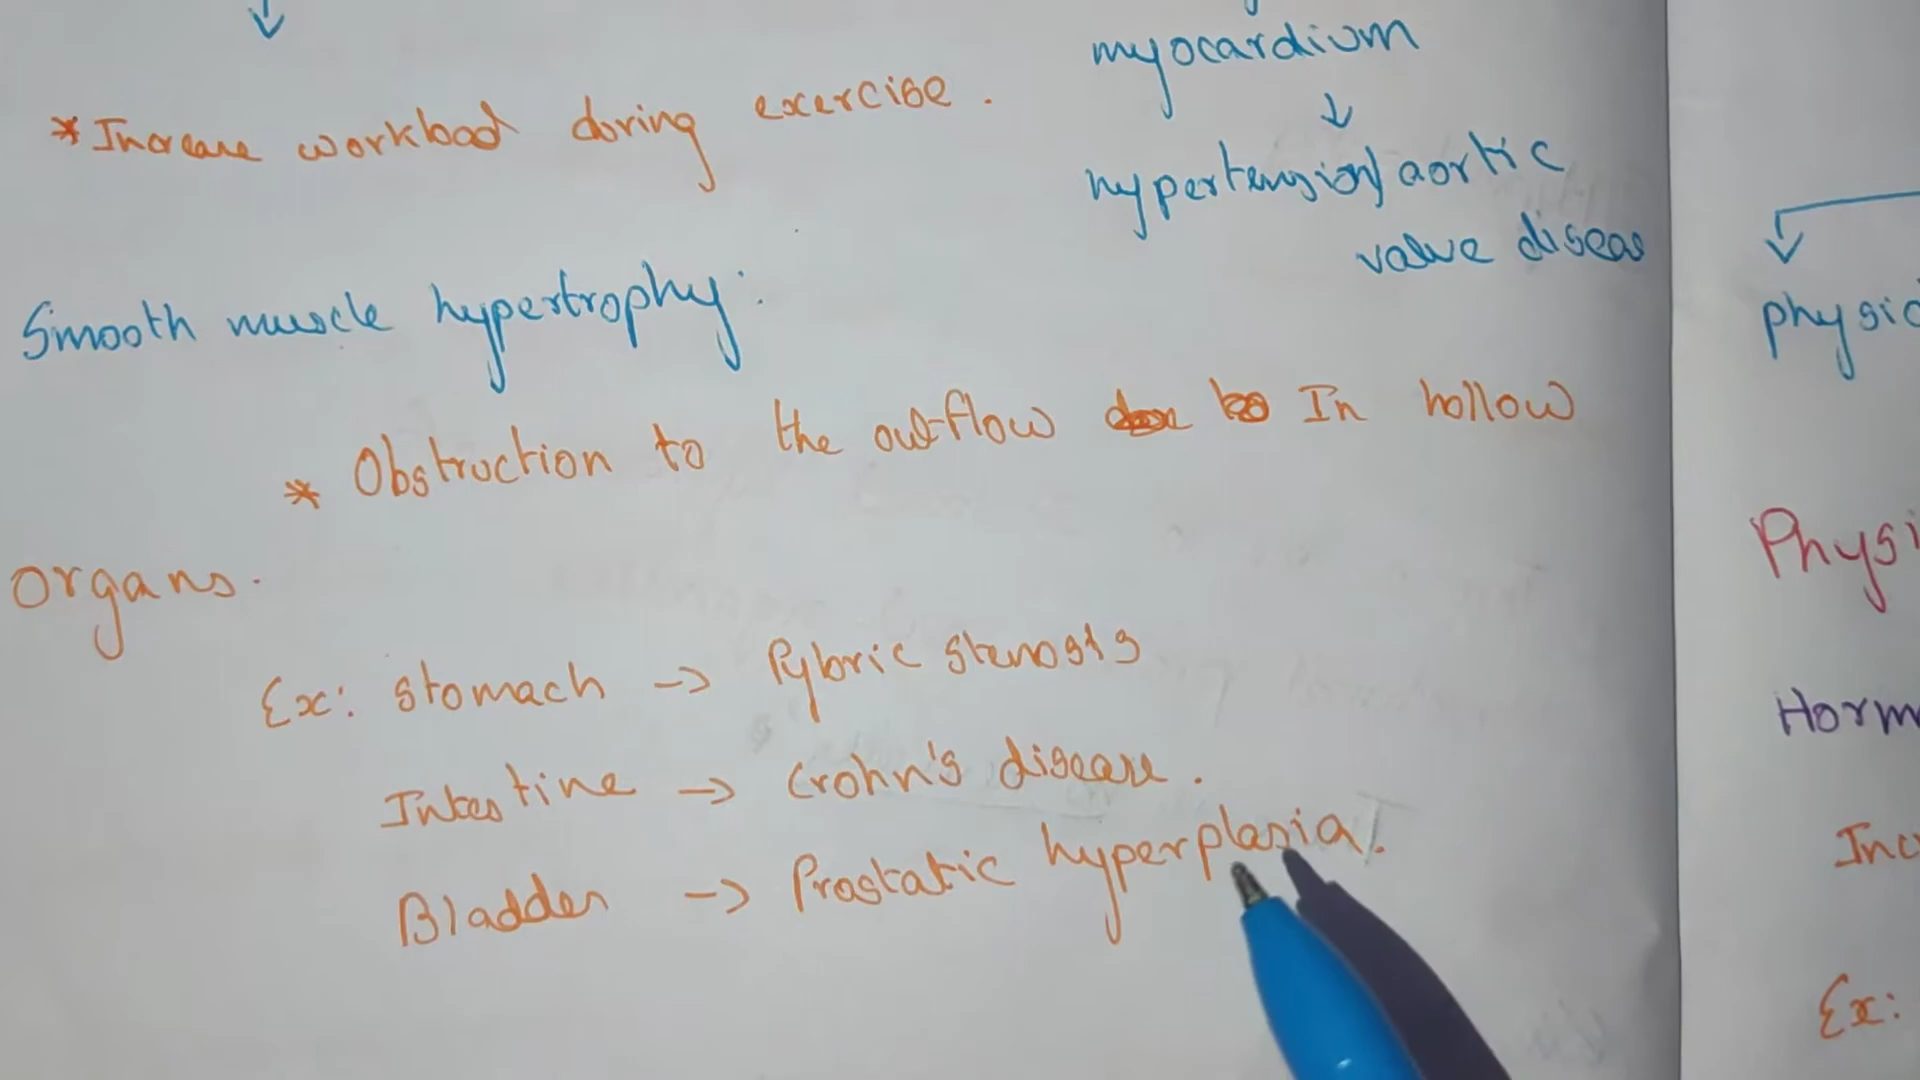 * Increase workload during exercise.
myocardium
↓
hypertension/aortic
valve diseas
Smooth muscle hypertrophy:
* Obstruction to the outflow In hollow
organs.
Ex: stomach → Pyloric stenosis
Intestine → Crohn's disease.
Bladder → Prostatic hyperplasia.
physio
Physi
Horm
Inc
Ex: